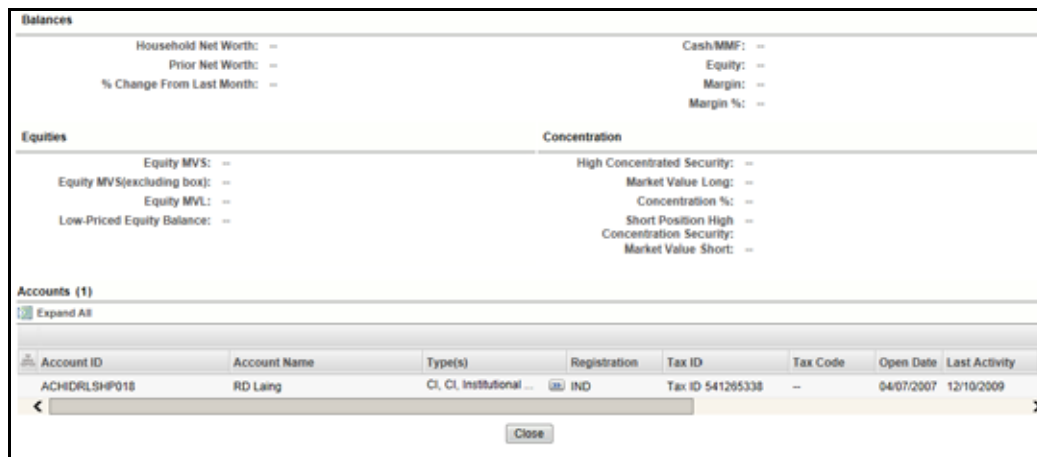 Balances
Household Net Worth: -- Cash/MMF: --
Prior Net Worth: -- Equity: --
% Change From Last Month: -- Margin: --
Margin %: --
Equities Concentration
Equity MVS: -- High Concentrated Security: --
Equity MVS(excluding box): -- Market Value Long: --
Equity MVL: -- Concentration %: --
Low-Priced Equity Balance: -- Short Position High --
Concentration Security:
Market Value Short: --
Accounts (1)
Expand All
Account ID Account Name Type(s) Registration Tax ID Tax Code Open Date Last Activity
ACHIDRLSHP018 RD Laing CI, CI, Institutional ... IND Tax ID 541265338 -- 04/07/2007 12/10/2009
Close